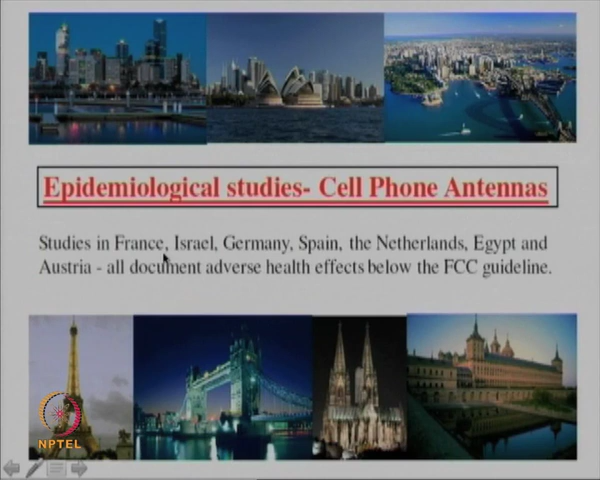 Epidemiological studies- Cell Phone Antennas
Studies in France, Israel, Germany, Spain, the Netherlands, Egypt and
Austria - all document adverse health effects below the FCC guideline.
NPTEL